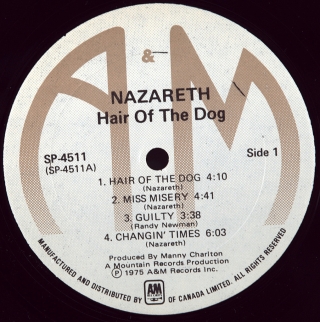 A&M
NAZARETH
Hair Of The Dog
SP-4511
(SP-4511A)
Side 1
1. HAIR OF THE DOG 4:10
(Nazareth)
2. MISS MISERY 4:41
(Nazareth)
3. GUILTY 3:38
(Randy Newman)
4. CHANGIN' TIMES 6:03
(Nazareth)
Produced By Manny Charlton
A Mountain Records Production
Ⓟ 1975 A&M Records Inc.
MANUFACTURED AND DISTRIBUTED BY A&M RECORDS OF CANADA LIMITED. ALL RIGHTS RESERVED